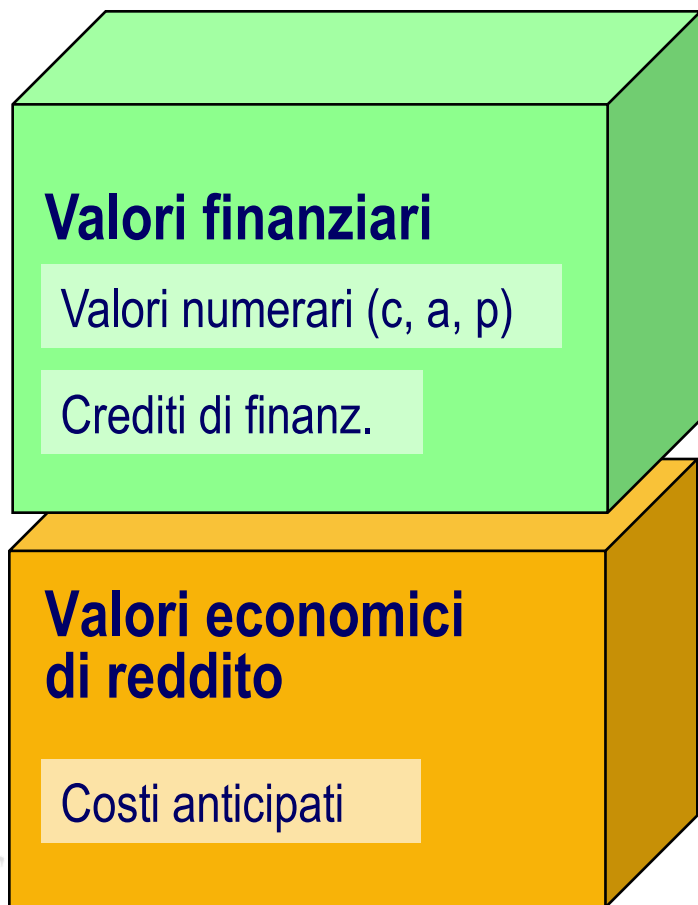 Valori finanziari
Valori numerari (c, a, p)
Crediti di finanz.
Valori economici
di reddito
Costi anticipati